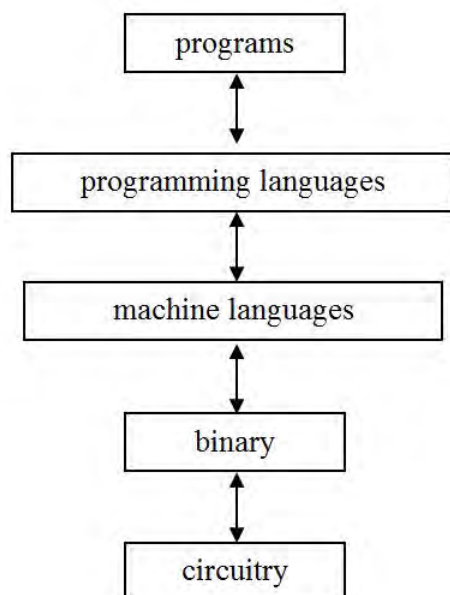 programs
programming languages
machine languages
binary
circuitry